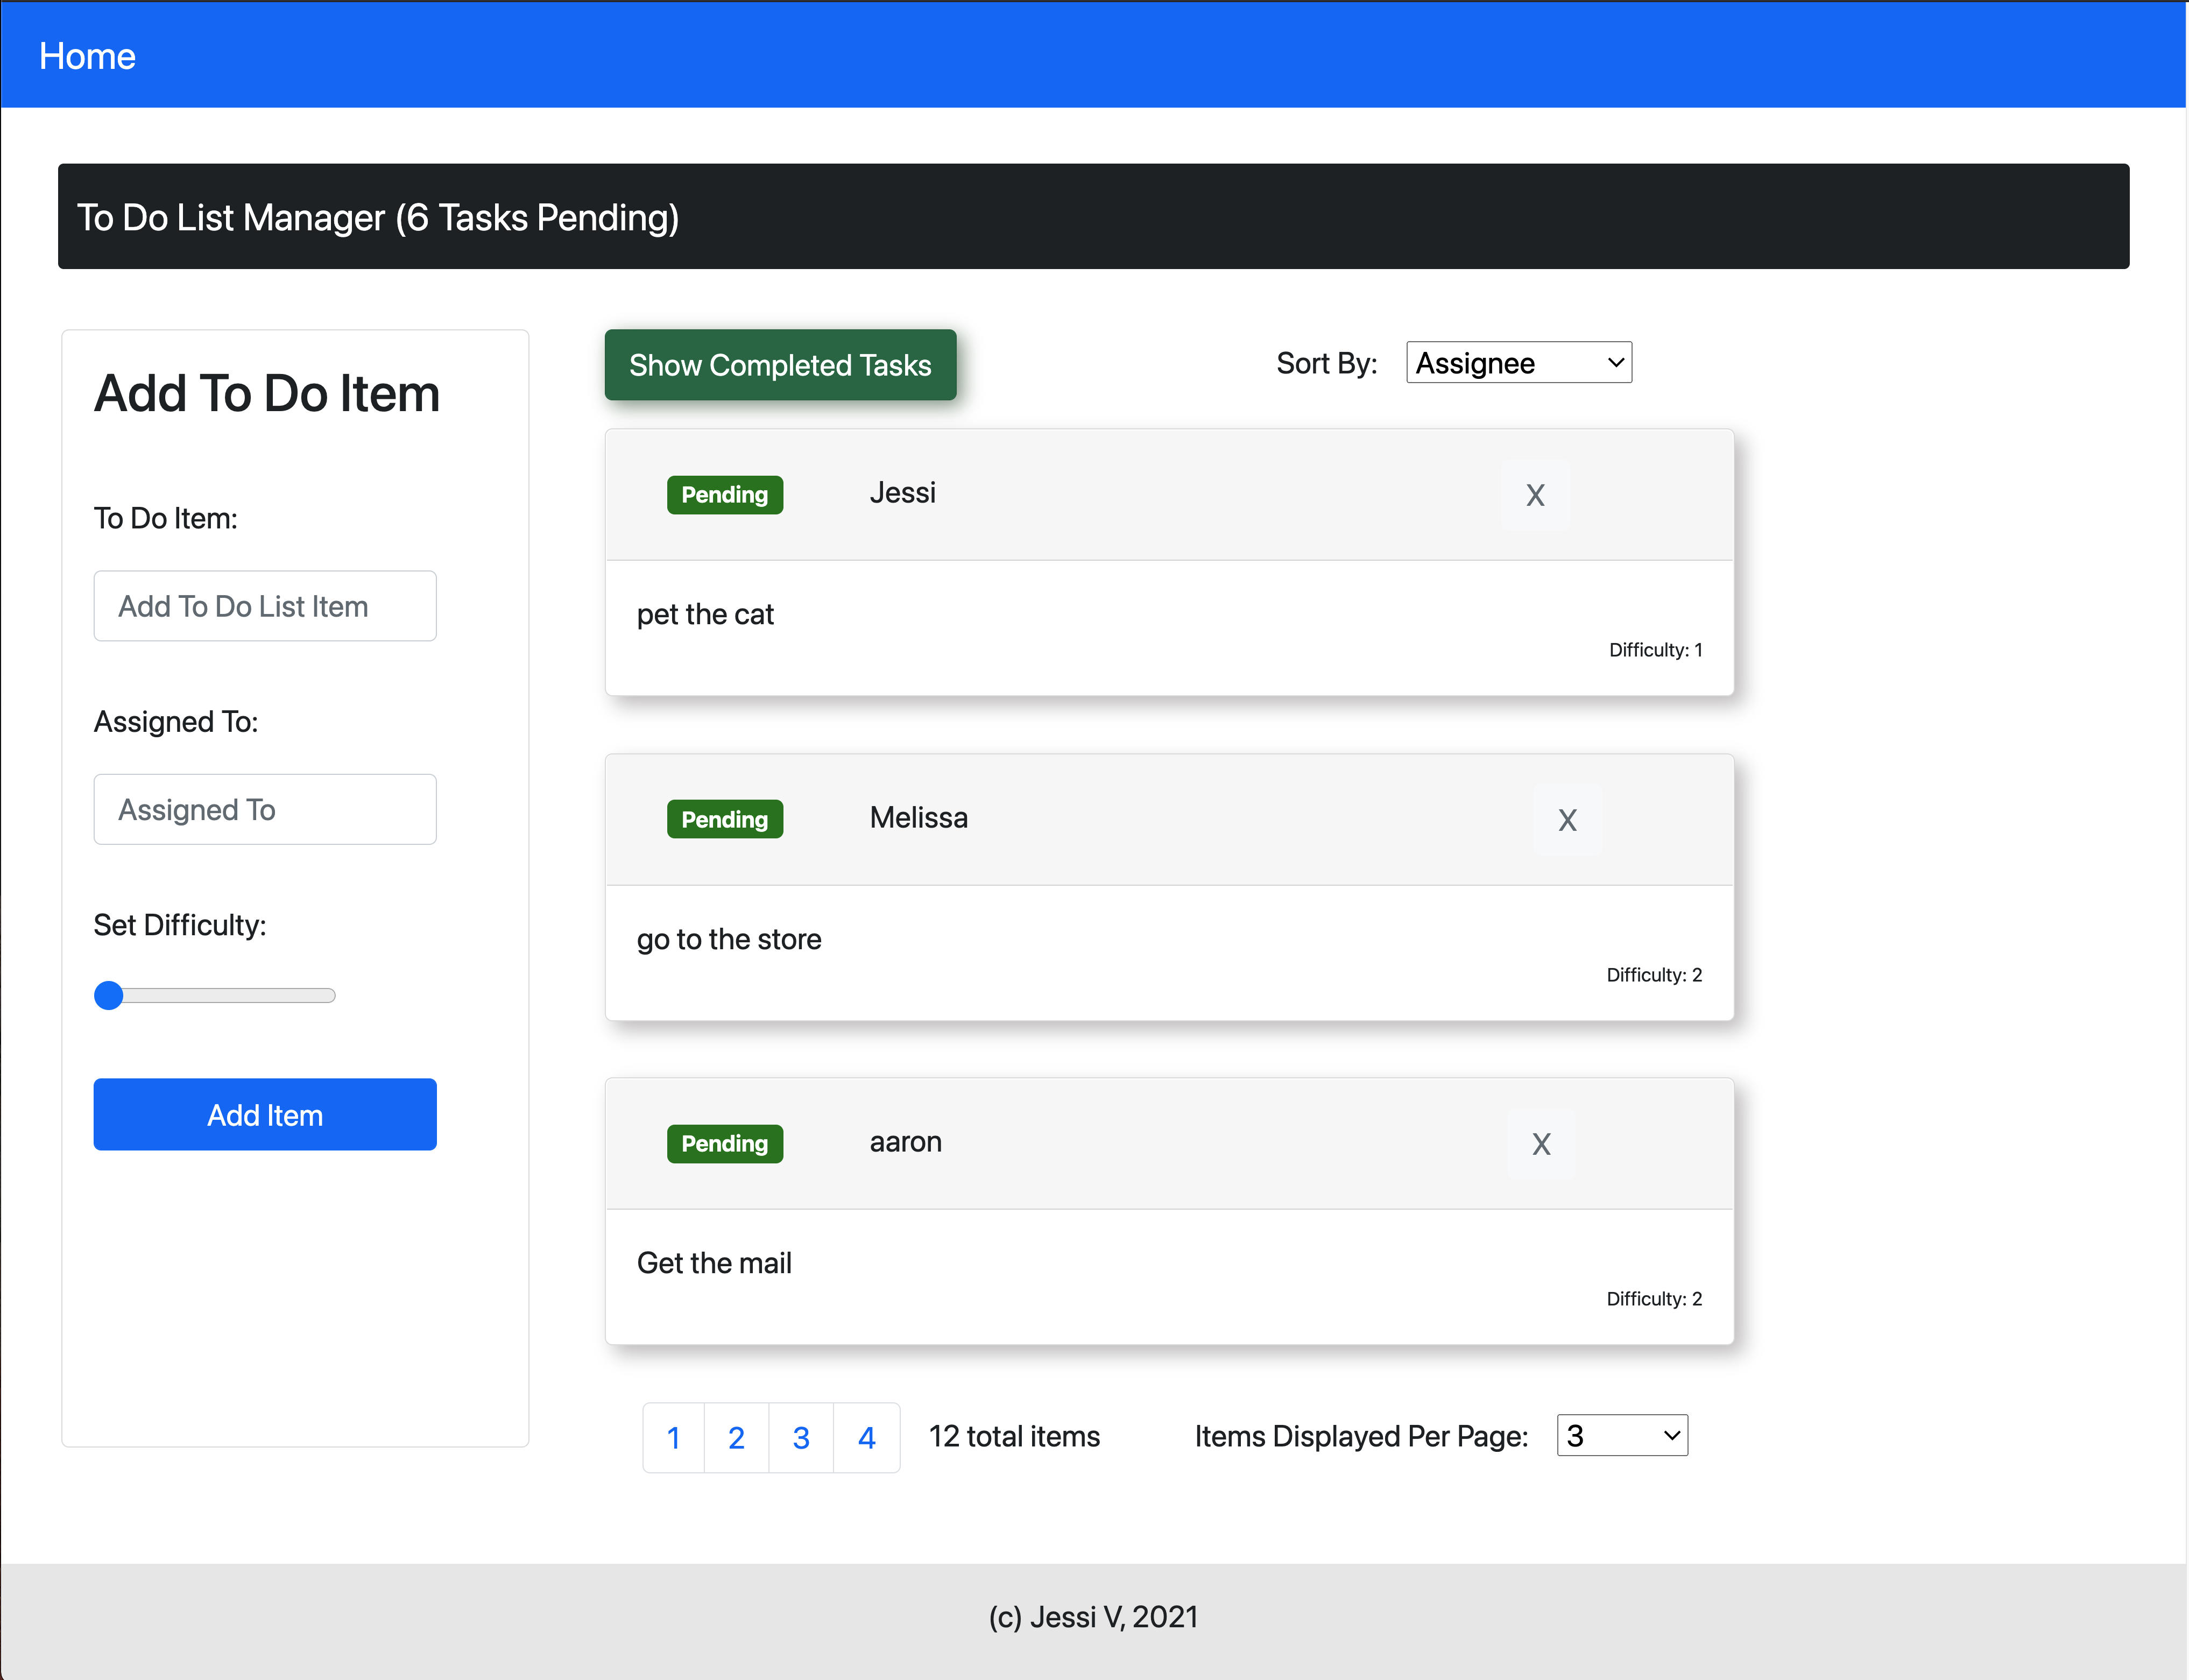 Home
To Do List Manager (6 Tasks Pending)
Add To Do Item
To Do Item:
Add To Do List Item
Assigned To:
Assigned To
Set Difficulty:
Add Item
Show Completed Tasks
Sort By: Assignee
Pending Jessi X
pet the cat
Difficulty: 1
Pending Melissa X
go to the store
Difficulty: 2
Pending aaron X
Get the mail
Difficulty: 2
1 2 3 4 12 total items Items Displayed Per Page: 3
(c) Jessi V, 2021